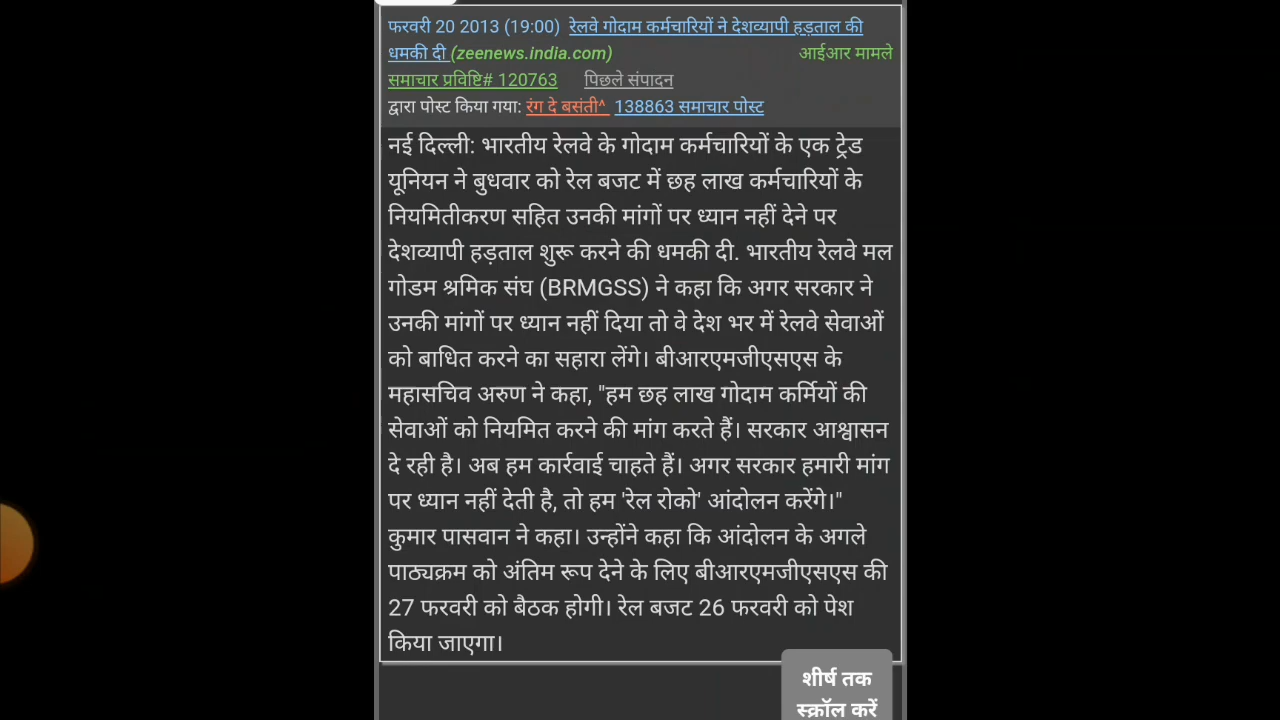 फरवरी 20 2013 (19:00) रेलवे गोदाम कर्मचारियों ने देशव्यापी हड़ताल की
धमकी दी (zeenews.india.com) आईआर मामले
समाचार प्रविष्टि# 120763 पिछले संपादन
द्वारा पोस्ट किया गया: रंग दे बसंती^ 138863 समाचार पोस्ट
नई दिल्ली: भारतीय रेलवे के गोदाम कर्मचारियों के एक ट्रेड
यूनियन ने बुधवार को रेल बजट में छह लाख कर्मचारियों के
नियमितीकरण सहित उनकी मांगों पर ध्यान नहीं देने पर
देशव्यापी हड़ताल शुरू करने की धमकी दी. भारतीय रेलवे मल
गोडम श्रमिक संघ (BRMGSS) ने कहा कि अगर सरकार ने
उनकी मांगों पर ध्यान नहीं दिया तो वे देश भर में रेलवे सेवाओं
को बाधित करने का सहारा लेंगे। बीआरएमजीएसएस के
महासचिव अरुण ने कहा, "हम छह लाख गोदाम कर्मियों की
सेवाओं को नियमित करने की मांग करते हैं। सरकार आश्वासन
दे रही है। अब हम कार्रवाई चाहते हैं। अगर सरकार हमारी मांग
पर ध्यान नहीं देती है, तो हम 'रेल रोको' आंदोलन करेंगे।"
कुमार पासवान ने कहा। उन्होंने कहा कि आंदोलन के अगले
पाठ्यक्रम को अंतिम रूप देने के लिए बीआरएमजीएसएस की
27 फरवरी को बैठक होगी। रेल बजट 26 फरवरी को पेश
किया जाएगा।
शीर्ष तक
स्क्रॉल करें